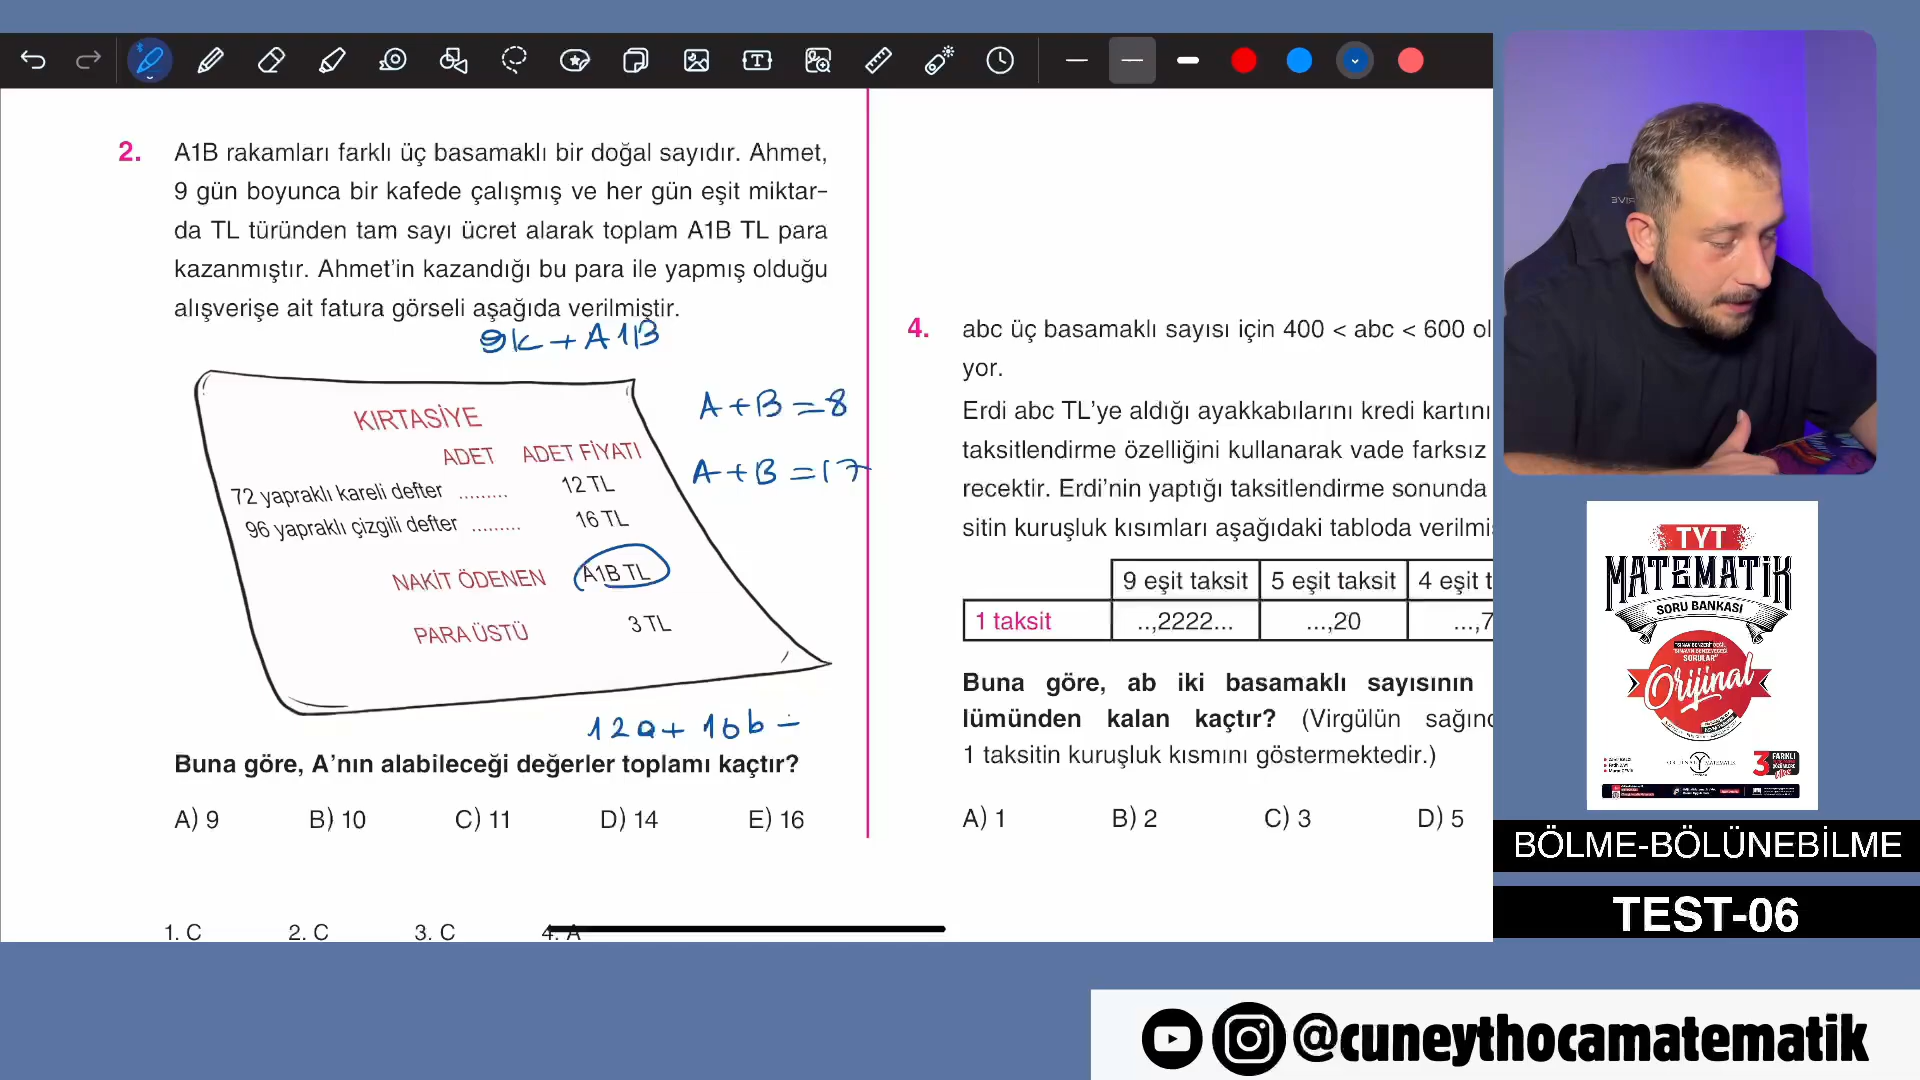 2. A1B rakamları farklı üç basamaklı bir doğal sayıdır. Ahmet,
9 gün boyunca bir kafede çalışmış ve her gün eşit miktar-
da TL türünden tam sayı ücret alarak toplam A1B TL para
kazanmıştır. Ahmet'in kazandığı bu para ile yapmış olduğu
alışverişe ait fatura görseli aşağıda verilmiştir.
9k+A1B
KIRTASİYE
ADET ADET FİYATI
72 yapraklı kareli defter ......... 12 TL
96 yapraklı çizgili defter ......... 16 TL
NAKİT ÖDENEN A1B TL
PARA ÜSTÜ 3 TL
A+B=8
A+B=17
12a+16b=
Buna göre, A'nın alabileceği değerler toplamı kaçtır?
A) 9 B) 10 C) 11 D) 14 E) 16
1. C 2. C 3. C 4. A
4. abc üç basamaklı sayısı için 400 < abc < 600 ol
yor.
Erdi abc TL'ye aldığı ayakkabılarını kredi kartını
taksitlendirme özelliğini kullanarak vade farksız
recektir. Erdi'nin yaptığı taksitlendirme sonunda
sitin kuruşluk kısımları aşağıdaki tabloda verilmi
9 eşit taksit 5 eşit taksit 4 eşit t
1 taksit ..,2222... ...,20 ...,7
Buna göre, ab iki basamaklı sayısının
lümünden kalan kaçtır? (Virgülün sağınd
1 taksitin kuruşluk kısmını göstermektedir.)
A) 1 B) 2 C) 3 D) 5
TYT
MATEMATİK
SORU BANKASI
Orijinal
3 FARKLI
BÖLME-BÖLÜNEBİLME
TEST-06
@cuneythocamatematik